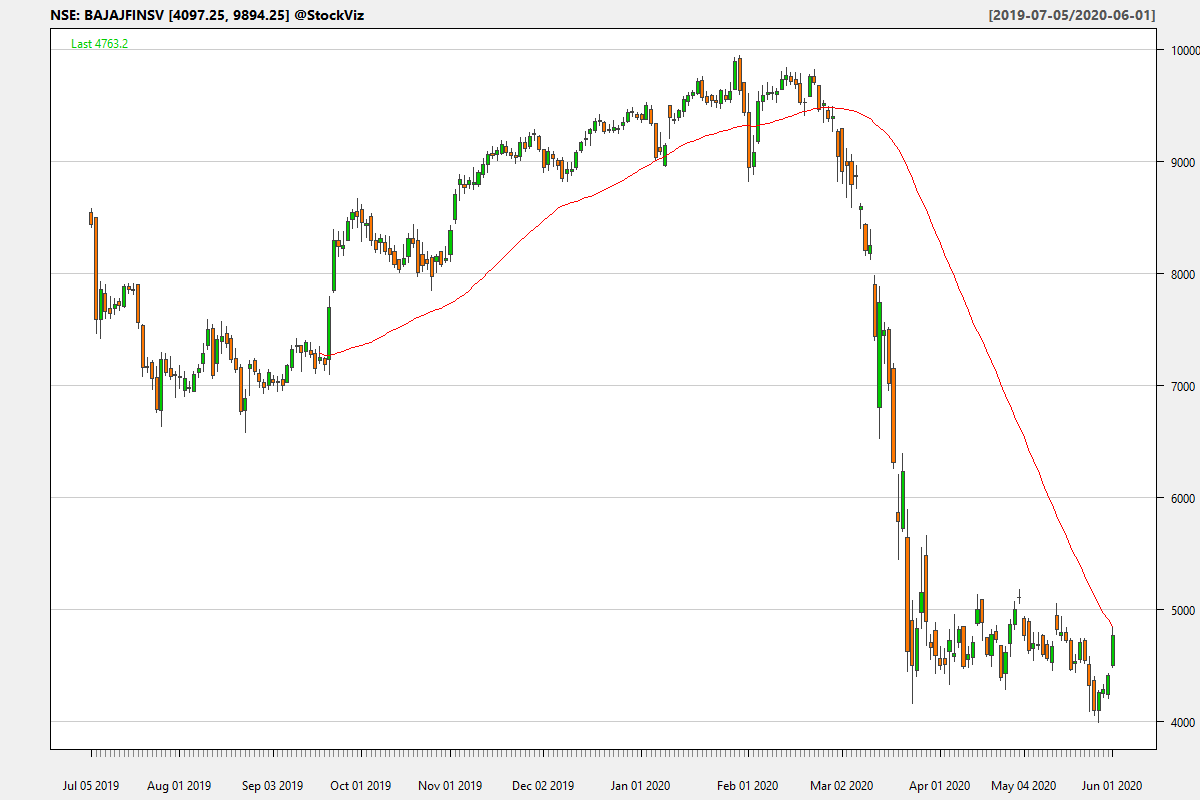 NSE: BAJAJFINSV [4097.25, 9894.25] @StockViz [2019-07-05/2020-06-01]
Last 4763.2
10000
9000
8000
7000
6000
5000
4000
Jul 05 2019 Aug 01 2019 Sep 03 2019 Oct 01 2019 Nov 01 2019 Dec 02 2019 Jan 01 2020 Feb 01 2020 Mar 02 2020 Apr 01 2020 May 04 2020 Jun 01 2020